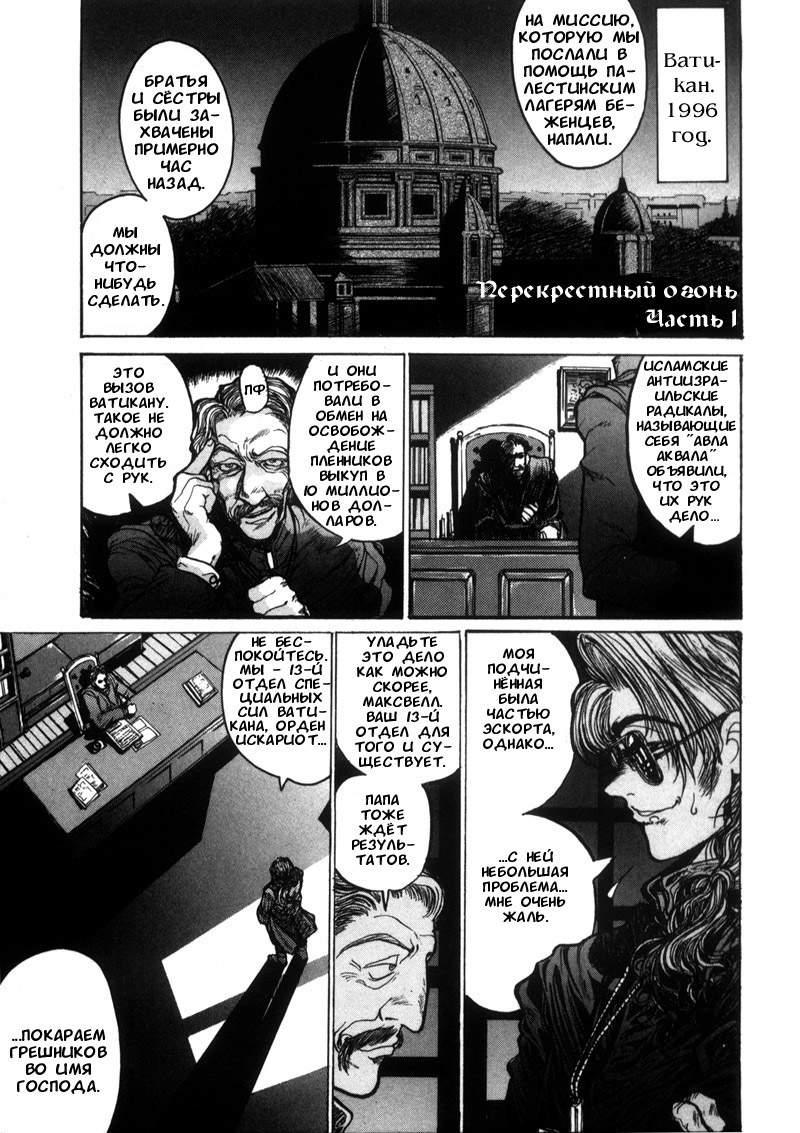 Вати-
кан.
1996
год.
НА МИССИЮ,
КОТОРУЮ МЫ
ПОСЛАЛИ В
ПОМОЩЬ ПА-
ЛЕСТИНСКИМ
ЛАГЕРЯМ БЕ-
ЖЕНЦЕВ,
НАПАЛИ.
БРАТЬЯ
И СЁСТРЫ
БЫЛИ ЗА-
ХВАЧЕНЫ
ПРИМЕРНО
ЧАС
НАЗАД.
МЫ
ДОЛЖНЫ
ЧТО-
НИБУДЬ
СДЕЛАТЬ.
Перекрестный огонь
Часть 1
ИСЛАМСКИЕ
АНТИИЗРА-
ИЛЬСКИЕ
РАДИКАЛЫ,
НАЗЫВАЮЩИЕ
СЕБЯ "АВЛА
АКВАЛА"
ОБЪЯВИЛИ,
ЧТО ЭТО
ИХ РУК
ДЕЛО...
И ОНИ
ПОТРЕБО-
ВАЛИ В
ОБМЕН НА
ОСВОБОЖ-
ДЕНИЕ
ПЛЕННИКОВ
ВЫКУП В
10 МИЛЛИО-
НОВ ДОЛ-
ЛАРОВ.
ПФ
ЭТО
ВЫЗОВ
ВАТИКАНУ.
ТАКОЕ НЕ
ДОЛЖНО
ЛЕГКО
СХОДИТЬ
С РУК.
МОЯ
ПОДЧИ-
НЁННАЯ
БЫЛА
ЧАСТЬЮ
ЭСКОРТА,
ОДНАКО...
...С НЕЙ
НЕБОЛЬШАЯ
ПРОБЛЕМА...
МНЕ ОЧЕНЬ
ЖАЛЬ.
УЛАДЬТЕ
ЭТО ДЕЛО
КАК МОЖНО
СКОРЕЕ,
МАКСВЕЛЛ.
ВАШ 13-Й
ОТДЕЛ ДЛЯ
ТОГО И СУ-
ЩЕСТВУЕТ.
ПАПА
ТОЖЕ
ЖДЁТ
РЕЗУЛЬ-
ТАТОВ.
НЕ БЕС-
ПОКОЙТЕСЬ.
МЫ - 13-Й
ОТДЕЛ СПЕ-
ЦИАЛЬНЫХ
СИЛ ВАТИ-
КАНА, ОРДЕН
ИСКАРИОТ...
...ПОКАРАЕМ
ГРЕШНИКОВ
ВО ИМЯ
ГОСПОДА.